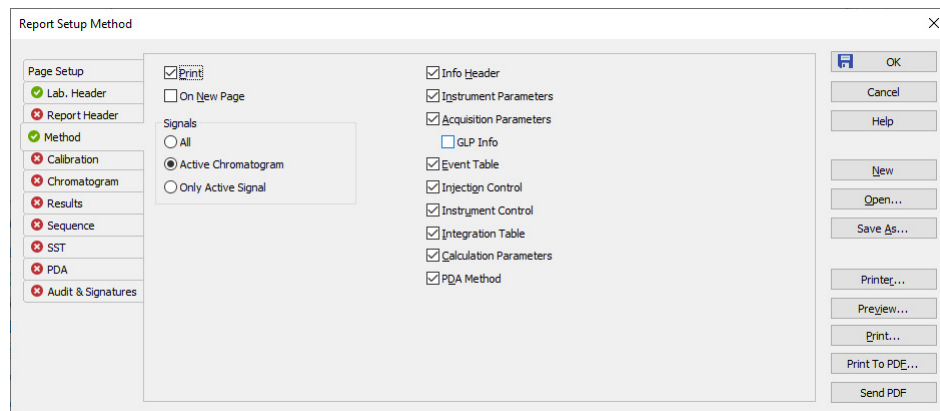 Report Setup Method
Page Setup
Lab. Header
Report Header
Method
Calibration
Chromatogram
Results
Sequence
SST
PDA
Audit & Signatures
Print
On New Page
Signals
All
Active Chromatogram
Only Active Signal
Info Header
Instrument Parameters
Acquisition Parameters
GLP Info
Event Table
Injection Control
Instrument Control
Integration Table
Calculation Parameters
PDA Method
OK
Cancel
Help
New
Open...
Save As...
Printer...
Preview...
Print...
Print To PDF...
Send PDF